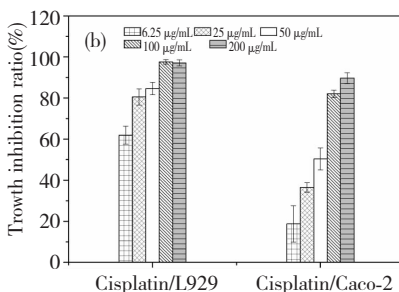 (b)
6.25 μg/mL 25 μg/mL 50 μg/mL
100 μg/mL 200 μg/mL
Trowth inhibition ratio(%)
120
100
80
60
40
20
0
Cisplatin/L929 Cisplatin/Caco-2